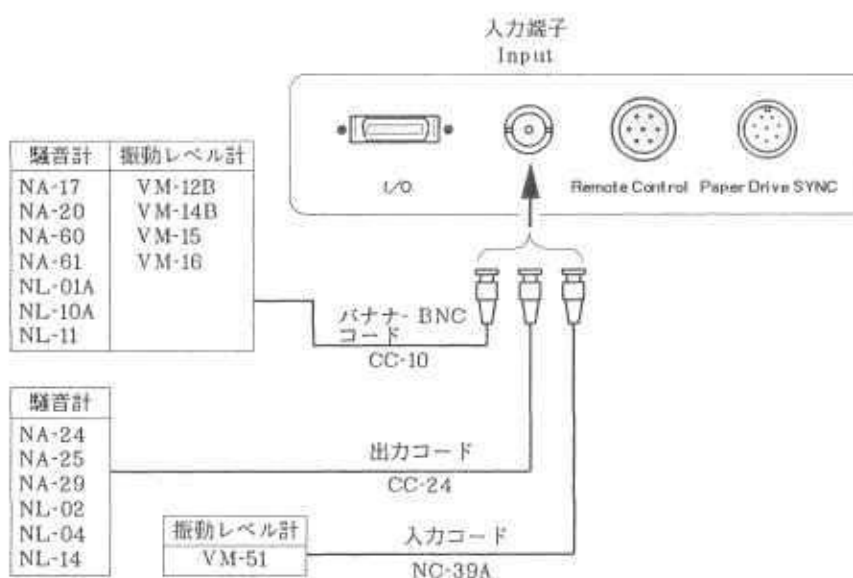 入力端子
Input
I/O
Remote Control
Paper Drive SYNC
騒音計 振動レベル計
NA-17 VM-12B
NA-20 VM-14B
NA-60 VM-15
NA-61 VM-16
NL-01A
NL-10A
NL-11
バナナ- BNC
コード
CC-10
騒音計
NA-24
NA-25
NA-29
NL-02
NL-04
NL-14
出力コード
CC-24
振動レベル計
VM-51
入力コード
NC-39A